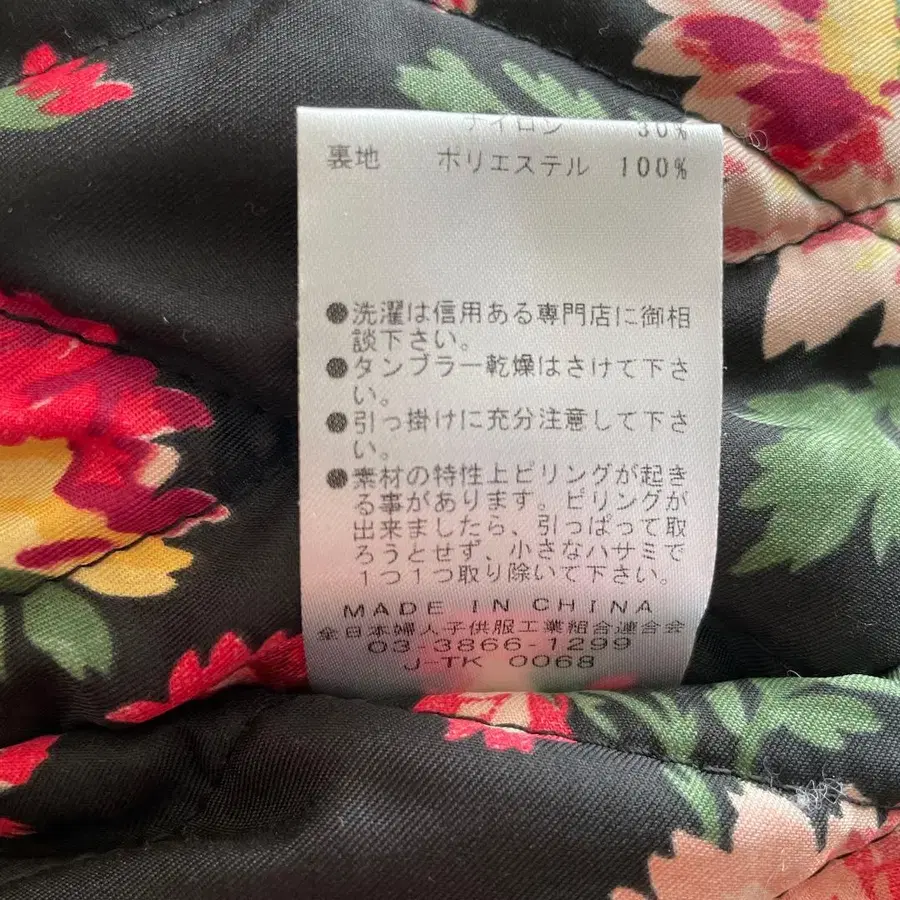 ナイロン 30%
裏地 ポリエステル 100%
●洗濯は信用ある専門店に御相
談下さい。
●タンブラー乾燥はさけて下さ
い。
●引っ掛けに充分注意して下さ
い。
●素材の特性上ピリングが起き
る事があります。ピリングが
出来ましたら、引っぱって取
ろうとせず、小さなハサミで
1つ1つ取り除いて下さい。
MADE IN CHINA
全日本婦人子供服工業組合連合会
03-3866-1299
J-TK 0068